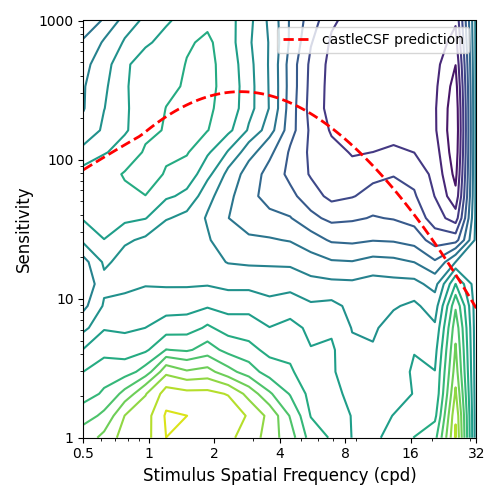 1000
castleCSF prediction
100
Sensitivity
10
1
0.5 1 2 4 8 16 32
Stimulus Spatial Frequency (cpd)